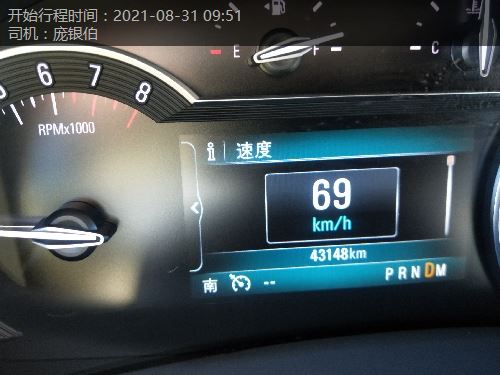 开始行程时间：2021-08-31 09:51
司机：庞银伯
E F C
5 6 7 8
RPMx1000
i 速度
69
km/h
43148km
南 -- PRNDM